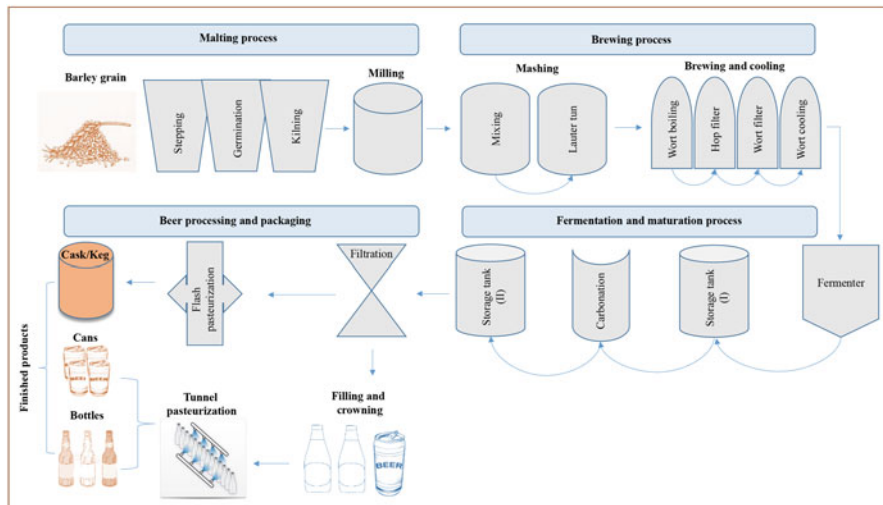 Malting process
Brewing process
Barley grain
Milling
Mashing
Brewing and cooling
Stepping
Germination
Kilning
Mixing
Lauter tun
Wort boiling
Hop filter
Wort filter
Wort cooling
Beer processing and packaging
Fermentation and maturation process
Cask/Keg
Flash
pasteurization
Filtration
Storage tank
(II)
Carbonation
Storage tank
(I)
Fermenter
Finished products
Cans
Bottles
Tunnel
pasteurization
Filling and
crowning
BEER